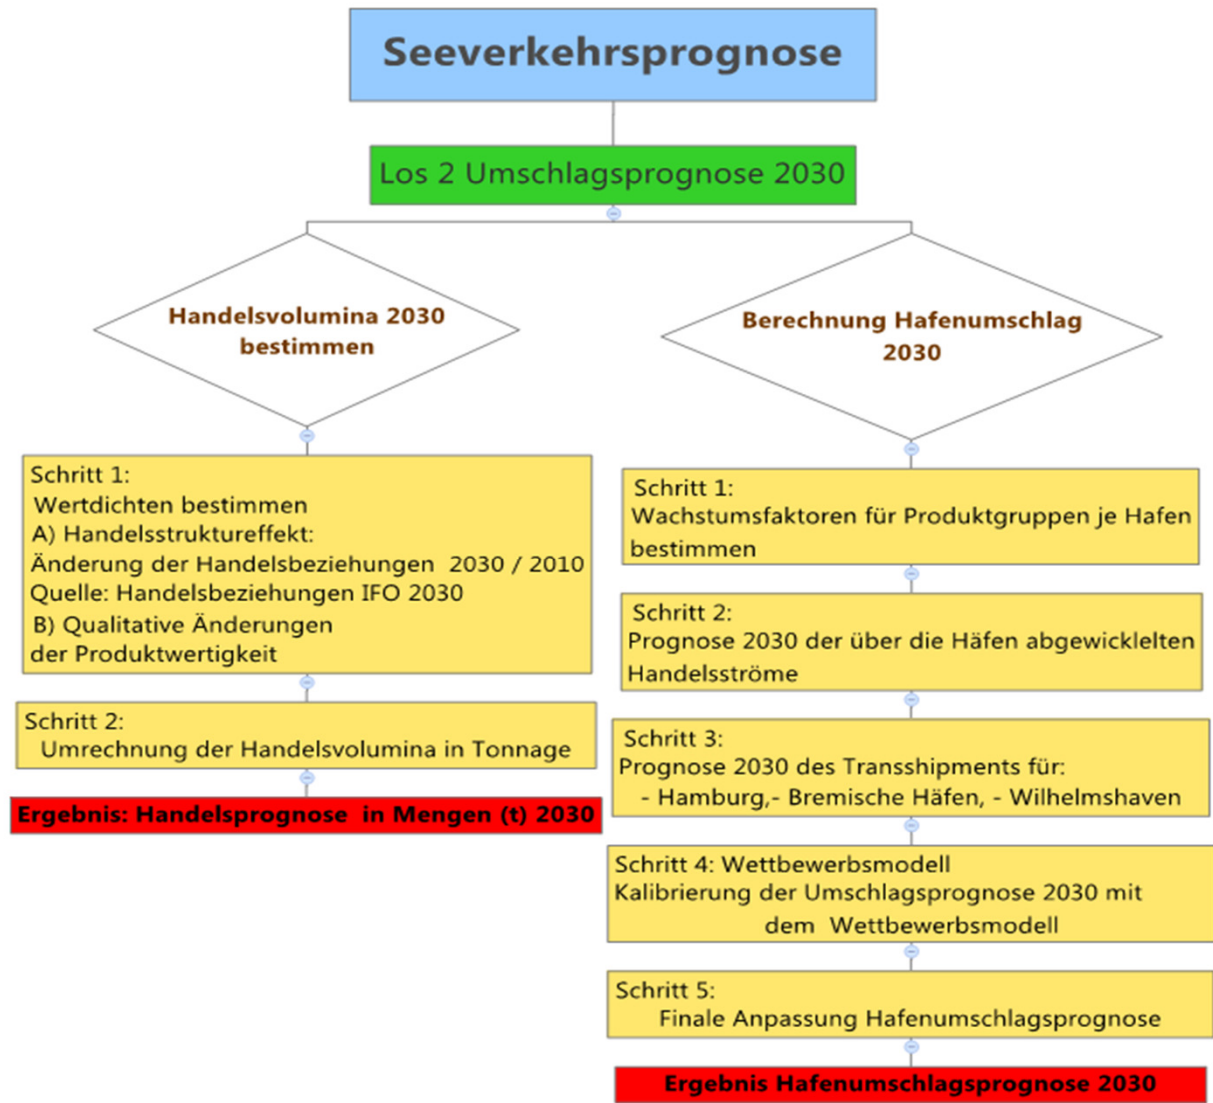 Seeverkehrsprognose
Los 2 Umschlagsprognose 2030
Handelsvolumina 2030
bestimmen
Schritt 1:
Wertdichten bestimmen
A) Handelsstruktureffekt:
Änderung der Handelsbeziehungen 2030 / 2010
Quelle: Handelsbeziehungen IFO 2030
B) Qualitative Änderungen
der Produktwertigkeit
Schritt 2:
Umrechnung der Handelsvolumina in Tonnage
Ergebnis: Handelsprognose in Mengen (t) 2030
Berechnung Hafenumschlag
2030
Schritt 1:
Wachstumsfaktoren für Produktgruppen je Hafen
bestimmen
Schritt 2:
Prognose 2030 der über die Häfen abgewicklelten
Handelsströme
Schritt 3:
Prognose 2030 des Transshipments für:
- Hamburg,- Bremische Häfen, - Wilhelmshaven
Schritt 4: Wettbewerbsmodell
Kalibrierung der Umschlagsprognose 2030 mit
dem Wettbewerbsmodell
Schritt 5:
Finale Anpassung Hafenumschlagsprognose
Ergebnis Hafenumschlagsprognose 2030